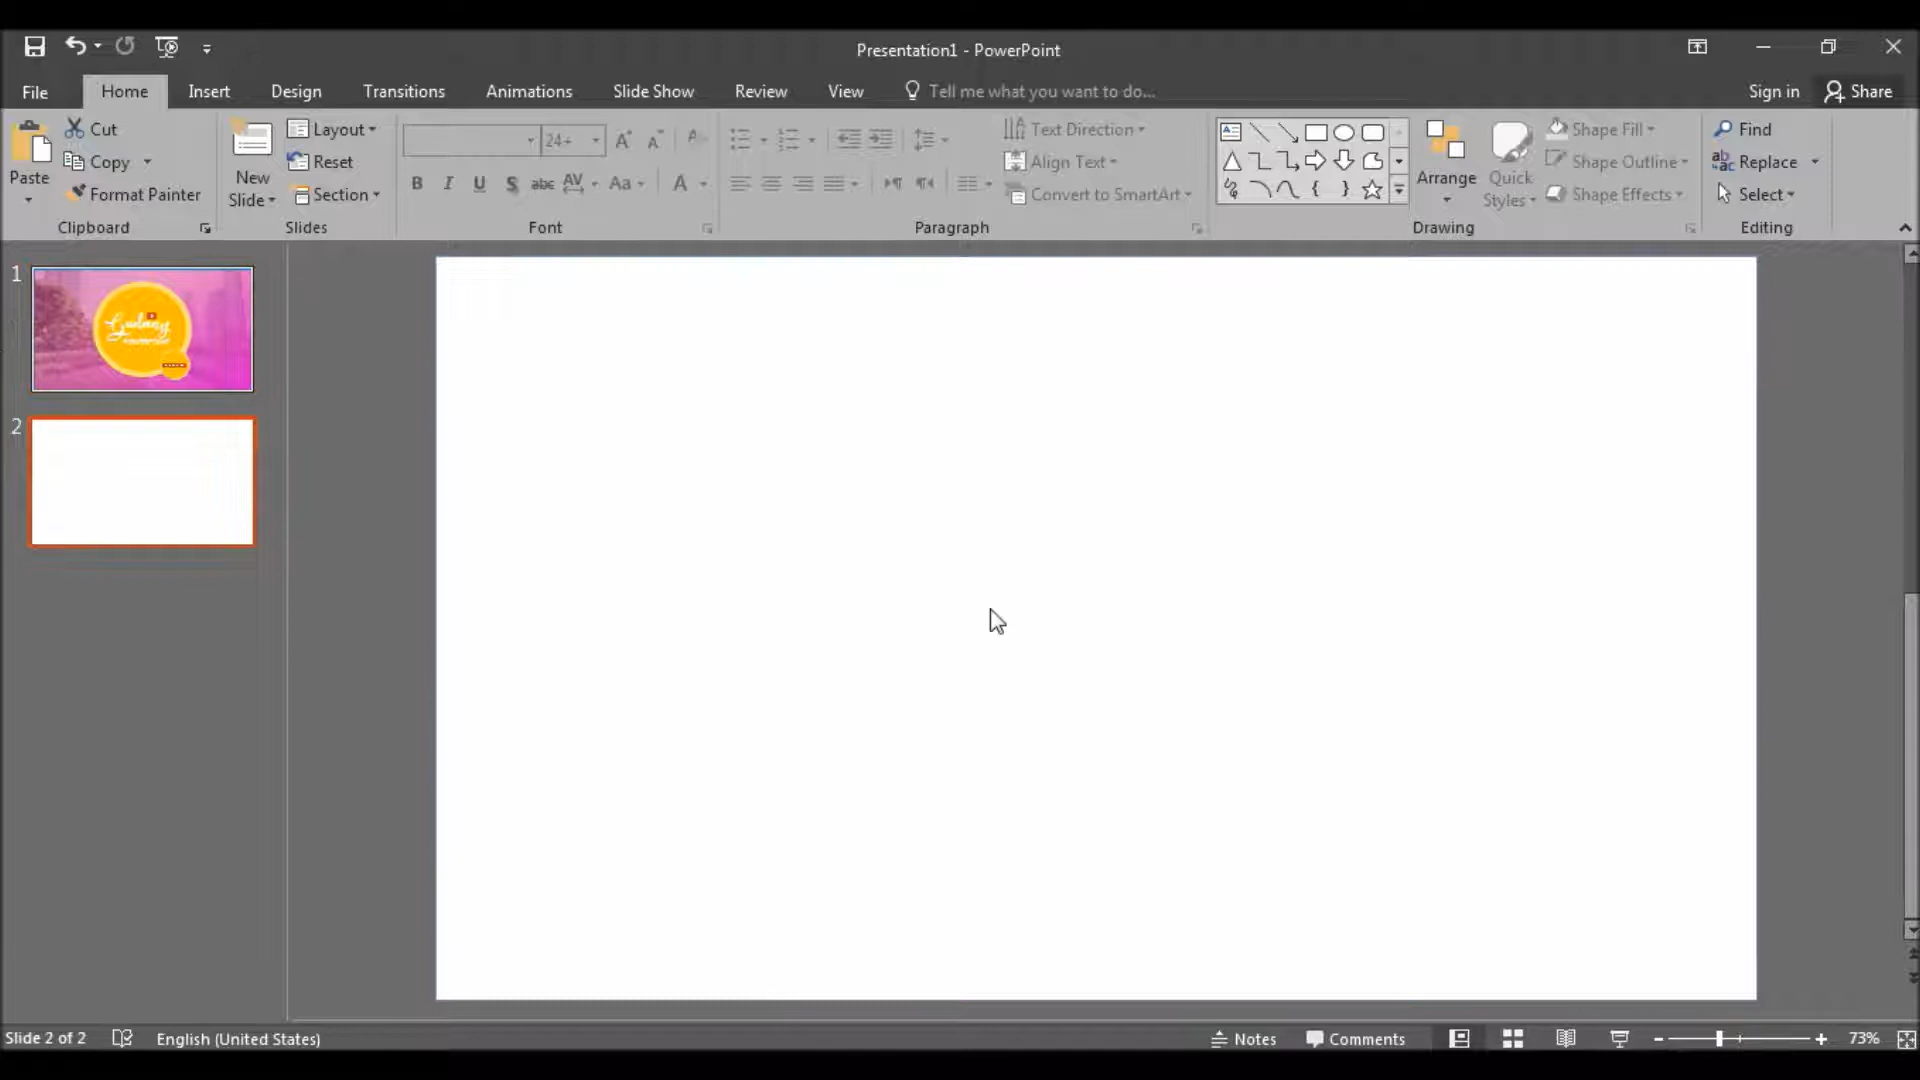 Presentation1 - PowerPoint
File Home Insert Design Transitions Animations Slide Show Review View Tell me what you want to do... Sign in Share
Cut
Copy
Format Painter
Paste
Clipboard
New
Slide
Layout
Reset
Section
Slides
24+
B I U S abc AV Aa A
Font
Text Direction
Align Text
Convert to SmartArt
Paragraph
Arrange
Quick
Styles
Shape Fill
Shape Outline
Shape Effects
Drawing
Find
Replace
Select
Editing
1
2
Slide 2 of 2 English (United States) Notes Comments 73%